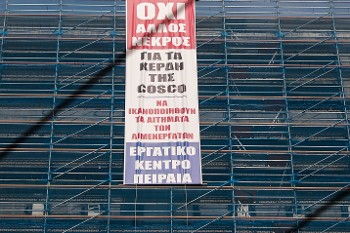 ΟΧΙ
ΑΛΛΟΣ
ΝΕΚΡΟΣ
ΓΙΑ ΤΑ
ΚΕΡΔΗ
ΤΗΣ
COSCO
ΝΑ
ΙΚΑΝΟΠΟΙΗΘΟΥΝ
ΤΑ ΑΙΤΗΜΑΤΑ
ΤΩΝ
ΛΙΜΕΝΕΡΓΑΤΩΝ
ΕΡΓΑΤΙΚΟ
ΚΕΝΤΡΟ
ΠΕΙΡΑΙΑ